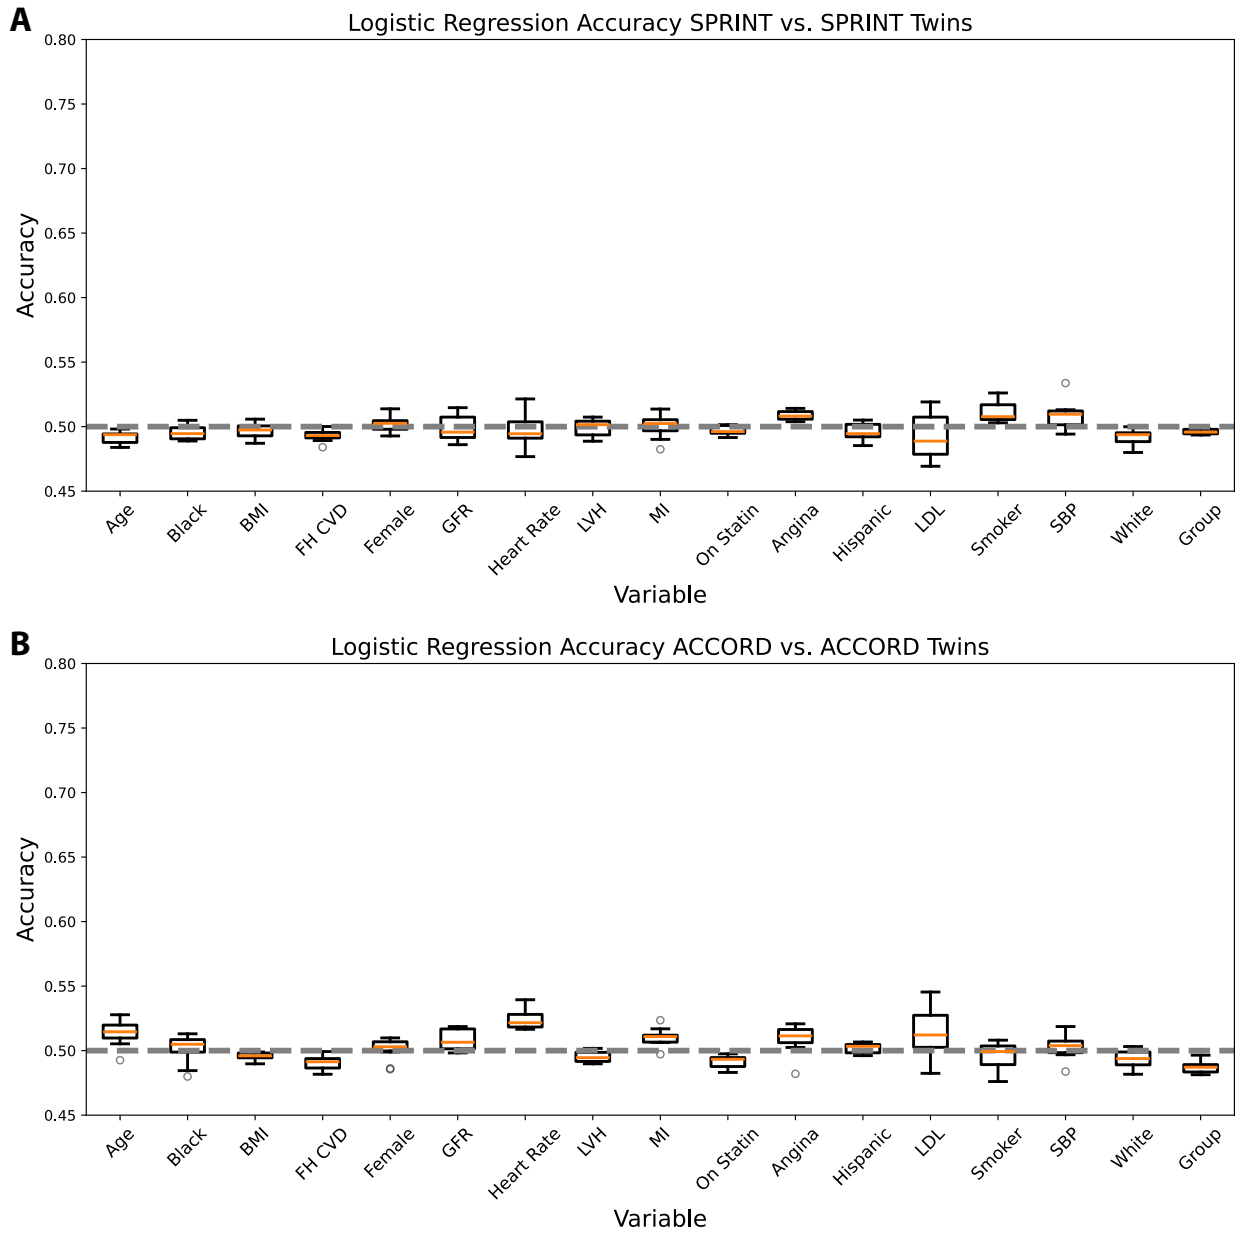 A
Logistic Regression Accuracy SPRINT vs. SPRINT Twins
0.80
0.75
0.70
0.65
0.60
0.55
0.50
0.45
Accuracy
Age
Black
BMI
FH CVD
Female
GFR
Heart Rate
LVH
MI
On Statin
Angina
Hispanic
LDL
Smoker
SBP
White
Group
Variable
B
Logistic Regression Accuracy ACCORD vs. ACCORD Twins
0.80
0.75
0.70
0.65
0.60
0.55
0.50
0.45
Accuracy
Age
Black
BMI
FH CVD
Female
GFR
Heart Rate
LVH
MI
On Statin
Angina
Hispanic
LDL
Smoker
SBP
White
Group
Variable